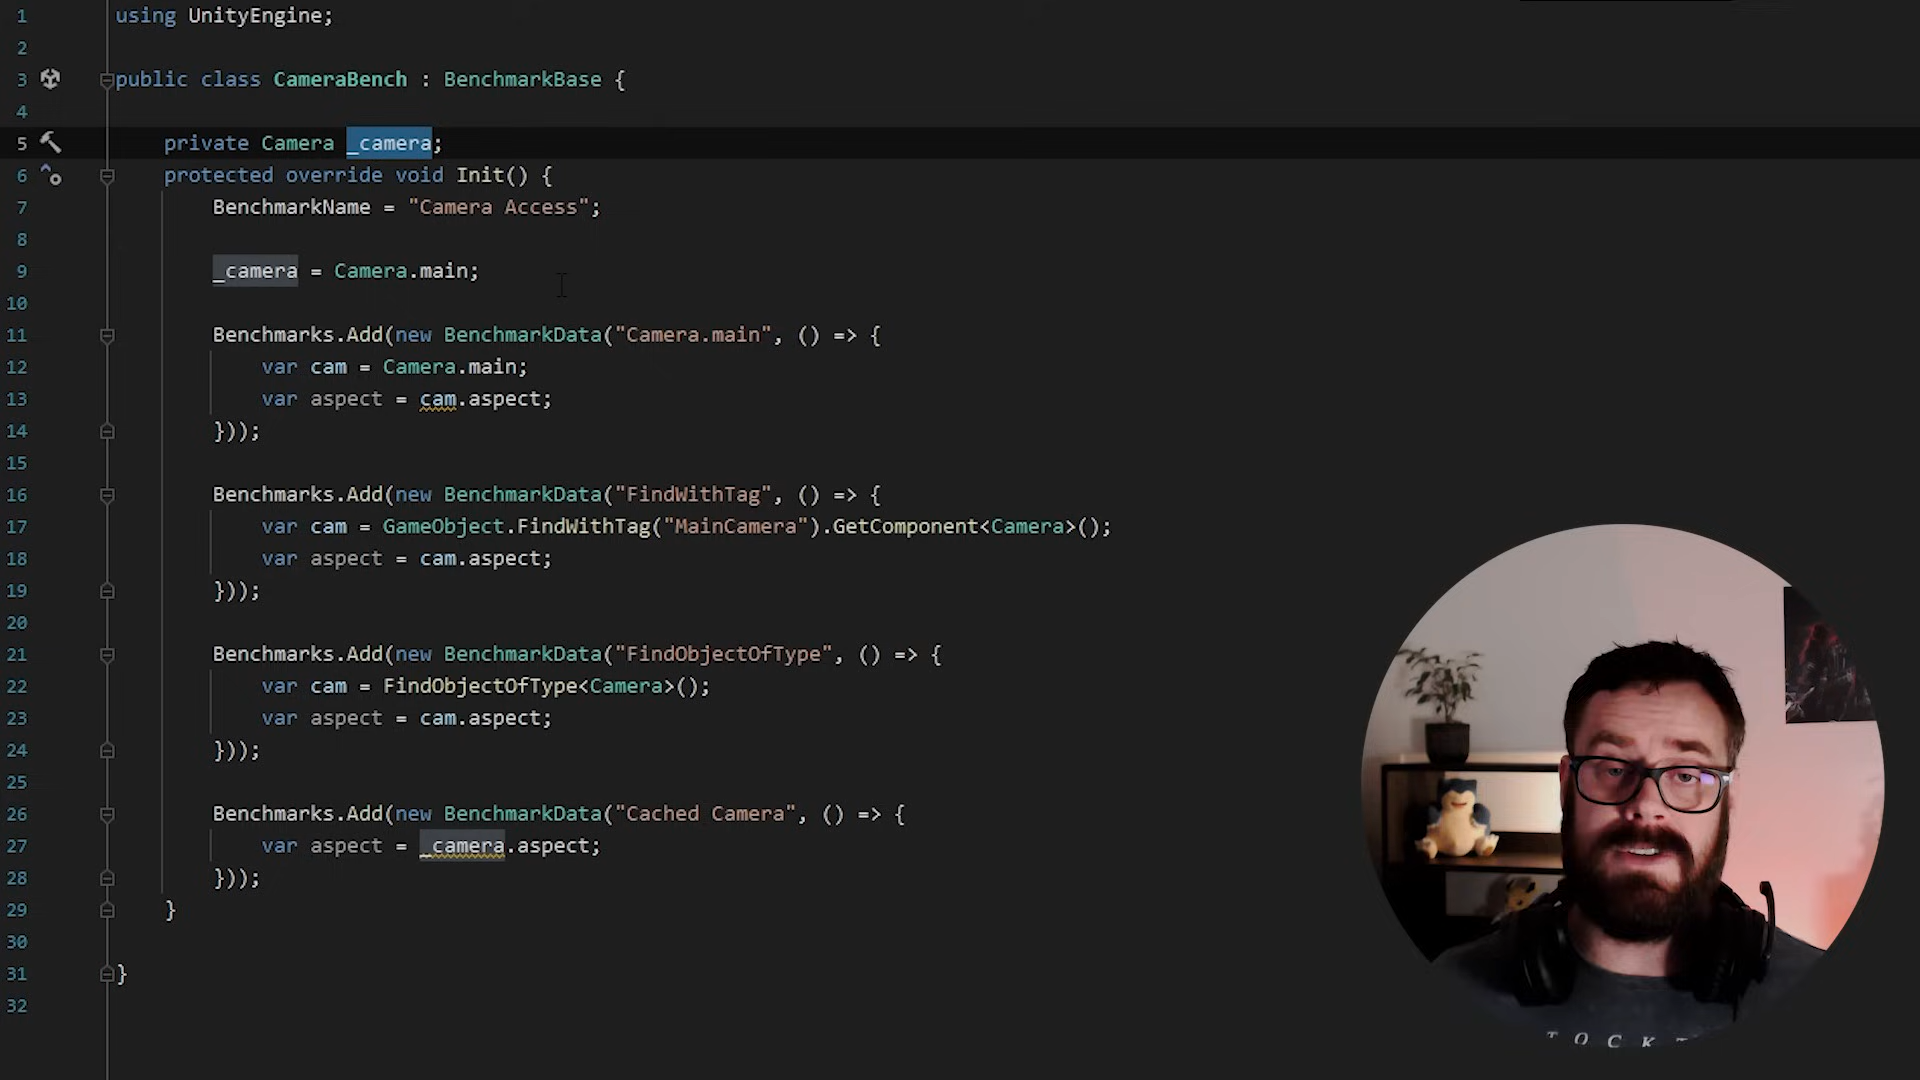 1 using UnityEngine;
2
3 public class CameraBench : BenchmarkBase {
4
5 private Camera _camera;
6 protected override void Init() {
7 BenchmarkName = "Camera Access";
8
9 _camera = Camera.main;
10
11 Benchmarks.Add(new BenchmarkData("Camera.main", () => {
12 var cam = Camera.main;
13 var aspect = cam.aspect;
14 }));
15
16 Benchmarks.Add(new BenchmarkData("FindWithTag", () => {
17 var cam = GameObject.FindWithTag("MainCamera").GetComponent<Camera>();
18 var aspect = cam.aspect;
19 }));
20
21 Benchmarks.Add(new BenchmarkData("FindObjectOfType", () => {
22 var cam = FindObjectOfType<Camera>();
23 var aspect = cam.aspect;
24 }));
25
26 Benchmarks.Add(new BenchmarkData("Cached Camera", () => {
27 var aspect = _camera.aspect;
28 }));
29 }
30
31 }
32